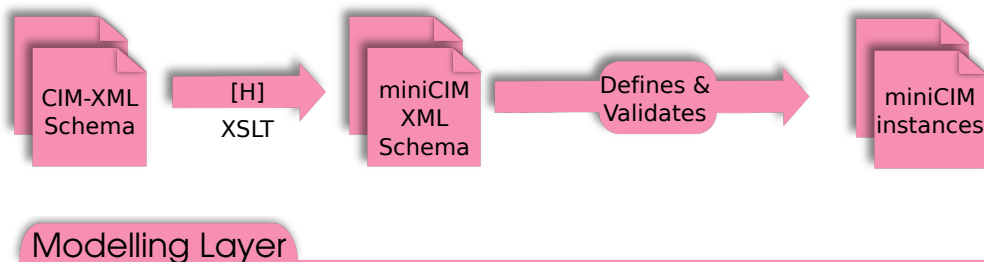 CIM-XML
Schema
[H]
XSLT
miniCIM
XML
Schema
Defines &
Validates
miniCIM
instances
Modelling Layer